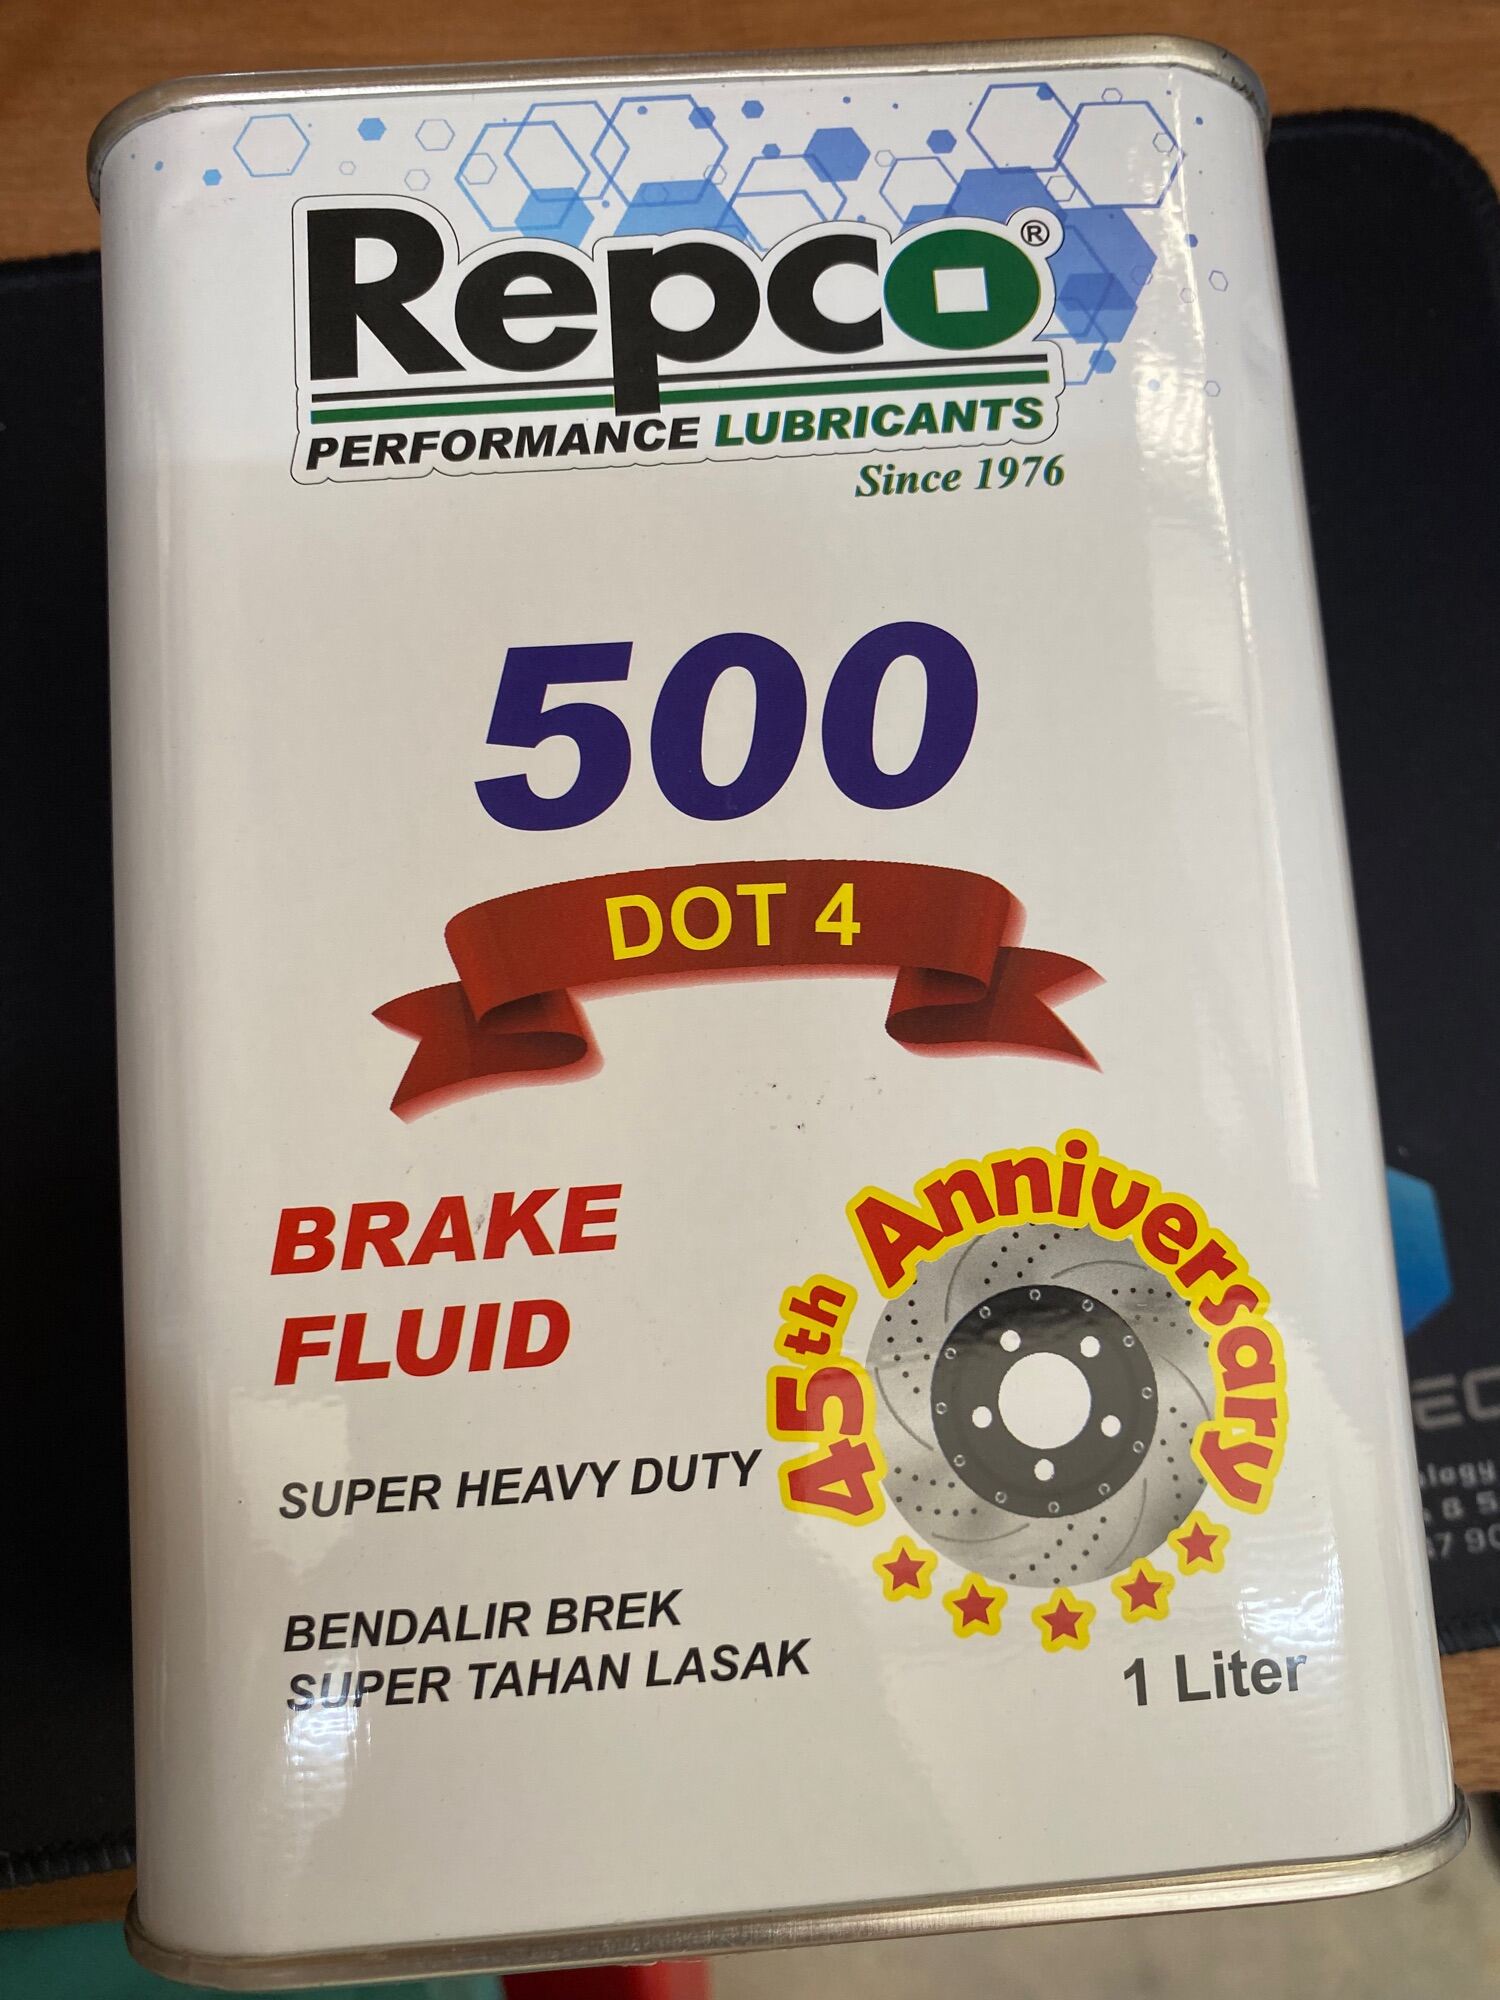 Repco®
PERFORMANCE LUBRICANTS
Since 1976
500
DOT 4
BRAKE
FLUID
45th Anniversary
SUPER HEAVY DUTY
BENDALIR BREK
SUPER TAHAN LASAK
1 Liter